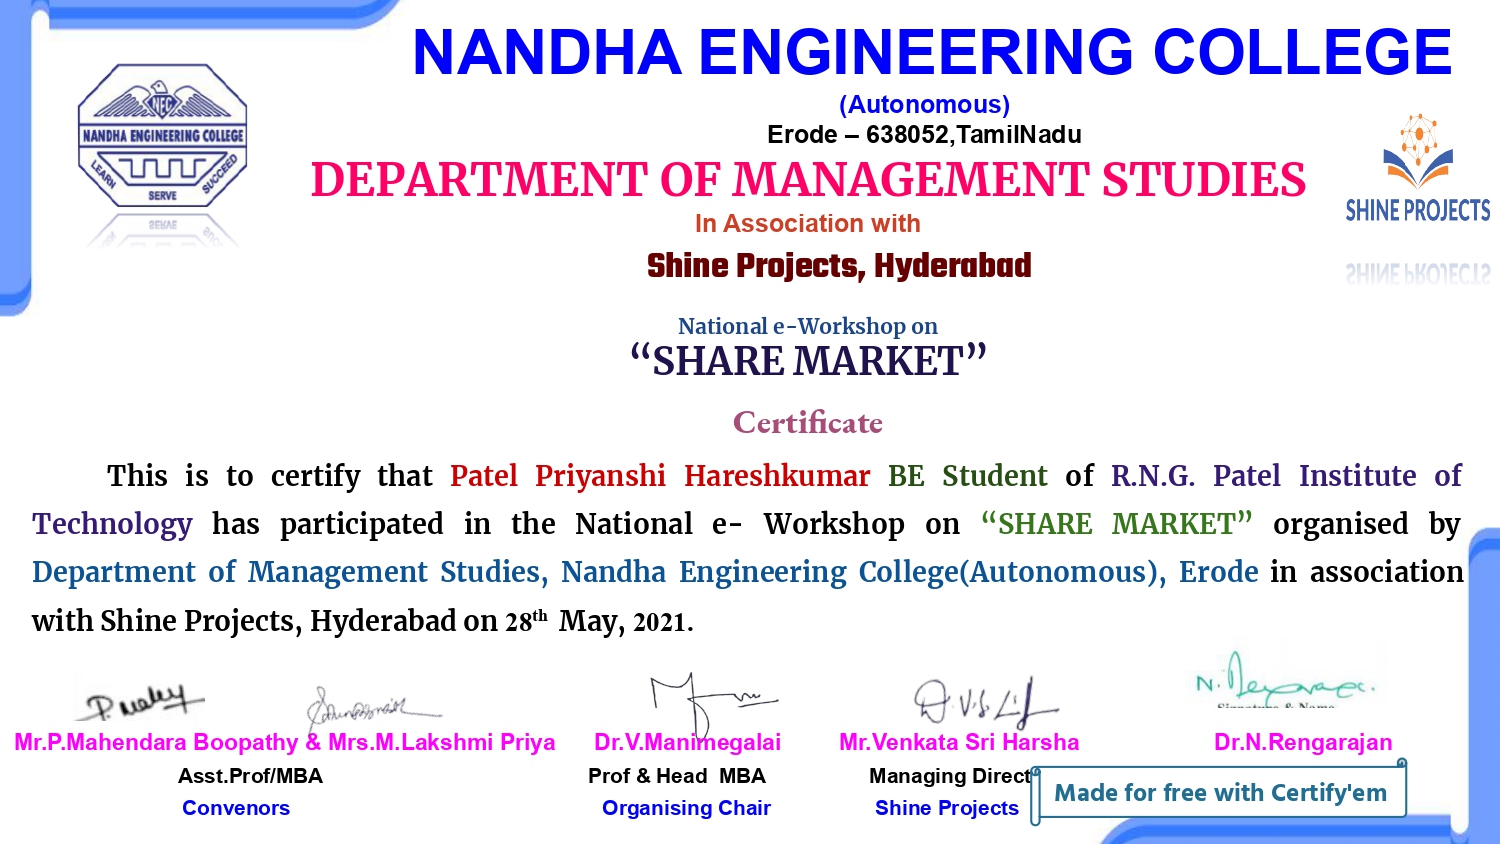 NANDHA ENGINEERING COLLEGE
(Autonomous)
Erode – 638052,TamilNadu
DEPARTMENT OF MANAGEMENT STUDIES
In Association with
Shine Projects, Hyderabad
NEC
NANDHA ENGINEERING COLLEGE
LEARN
SERVE
SUCCEED
SHINE PROJECTS
National e-Workshop on
“SHARE MARKET”
Certificate
This is to certify that Patel Priyanshi Hareshkumar BE Student of R.N.G. Patel Institute of
Technology has participated in the National e- Workshop on “SHARE MARKET” organised by
Department of Management Studies, Nandha Engineering College(Autonomous), Erode in association
with Shine Projects, Hyderabad on 28th May, 2021.
Mr.P.Mahendara Boopathy & Mrs.M.Lakshmi Priya Dr.V.Manimegalai Mr.Venkata Sri Harsha Dr.N.Rengarajan
Asst.Prof/MBA Prof & Head MBA Managing Direct
Convenors Organising Chair Shine Projects
Made for free with Certify'em